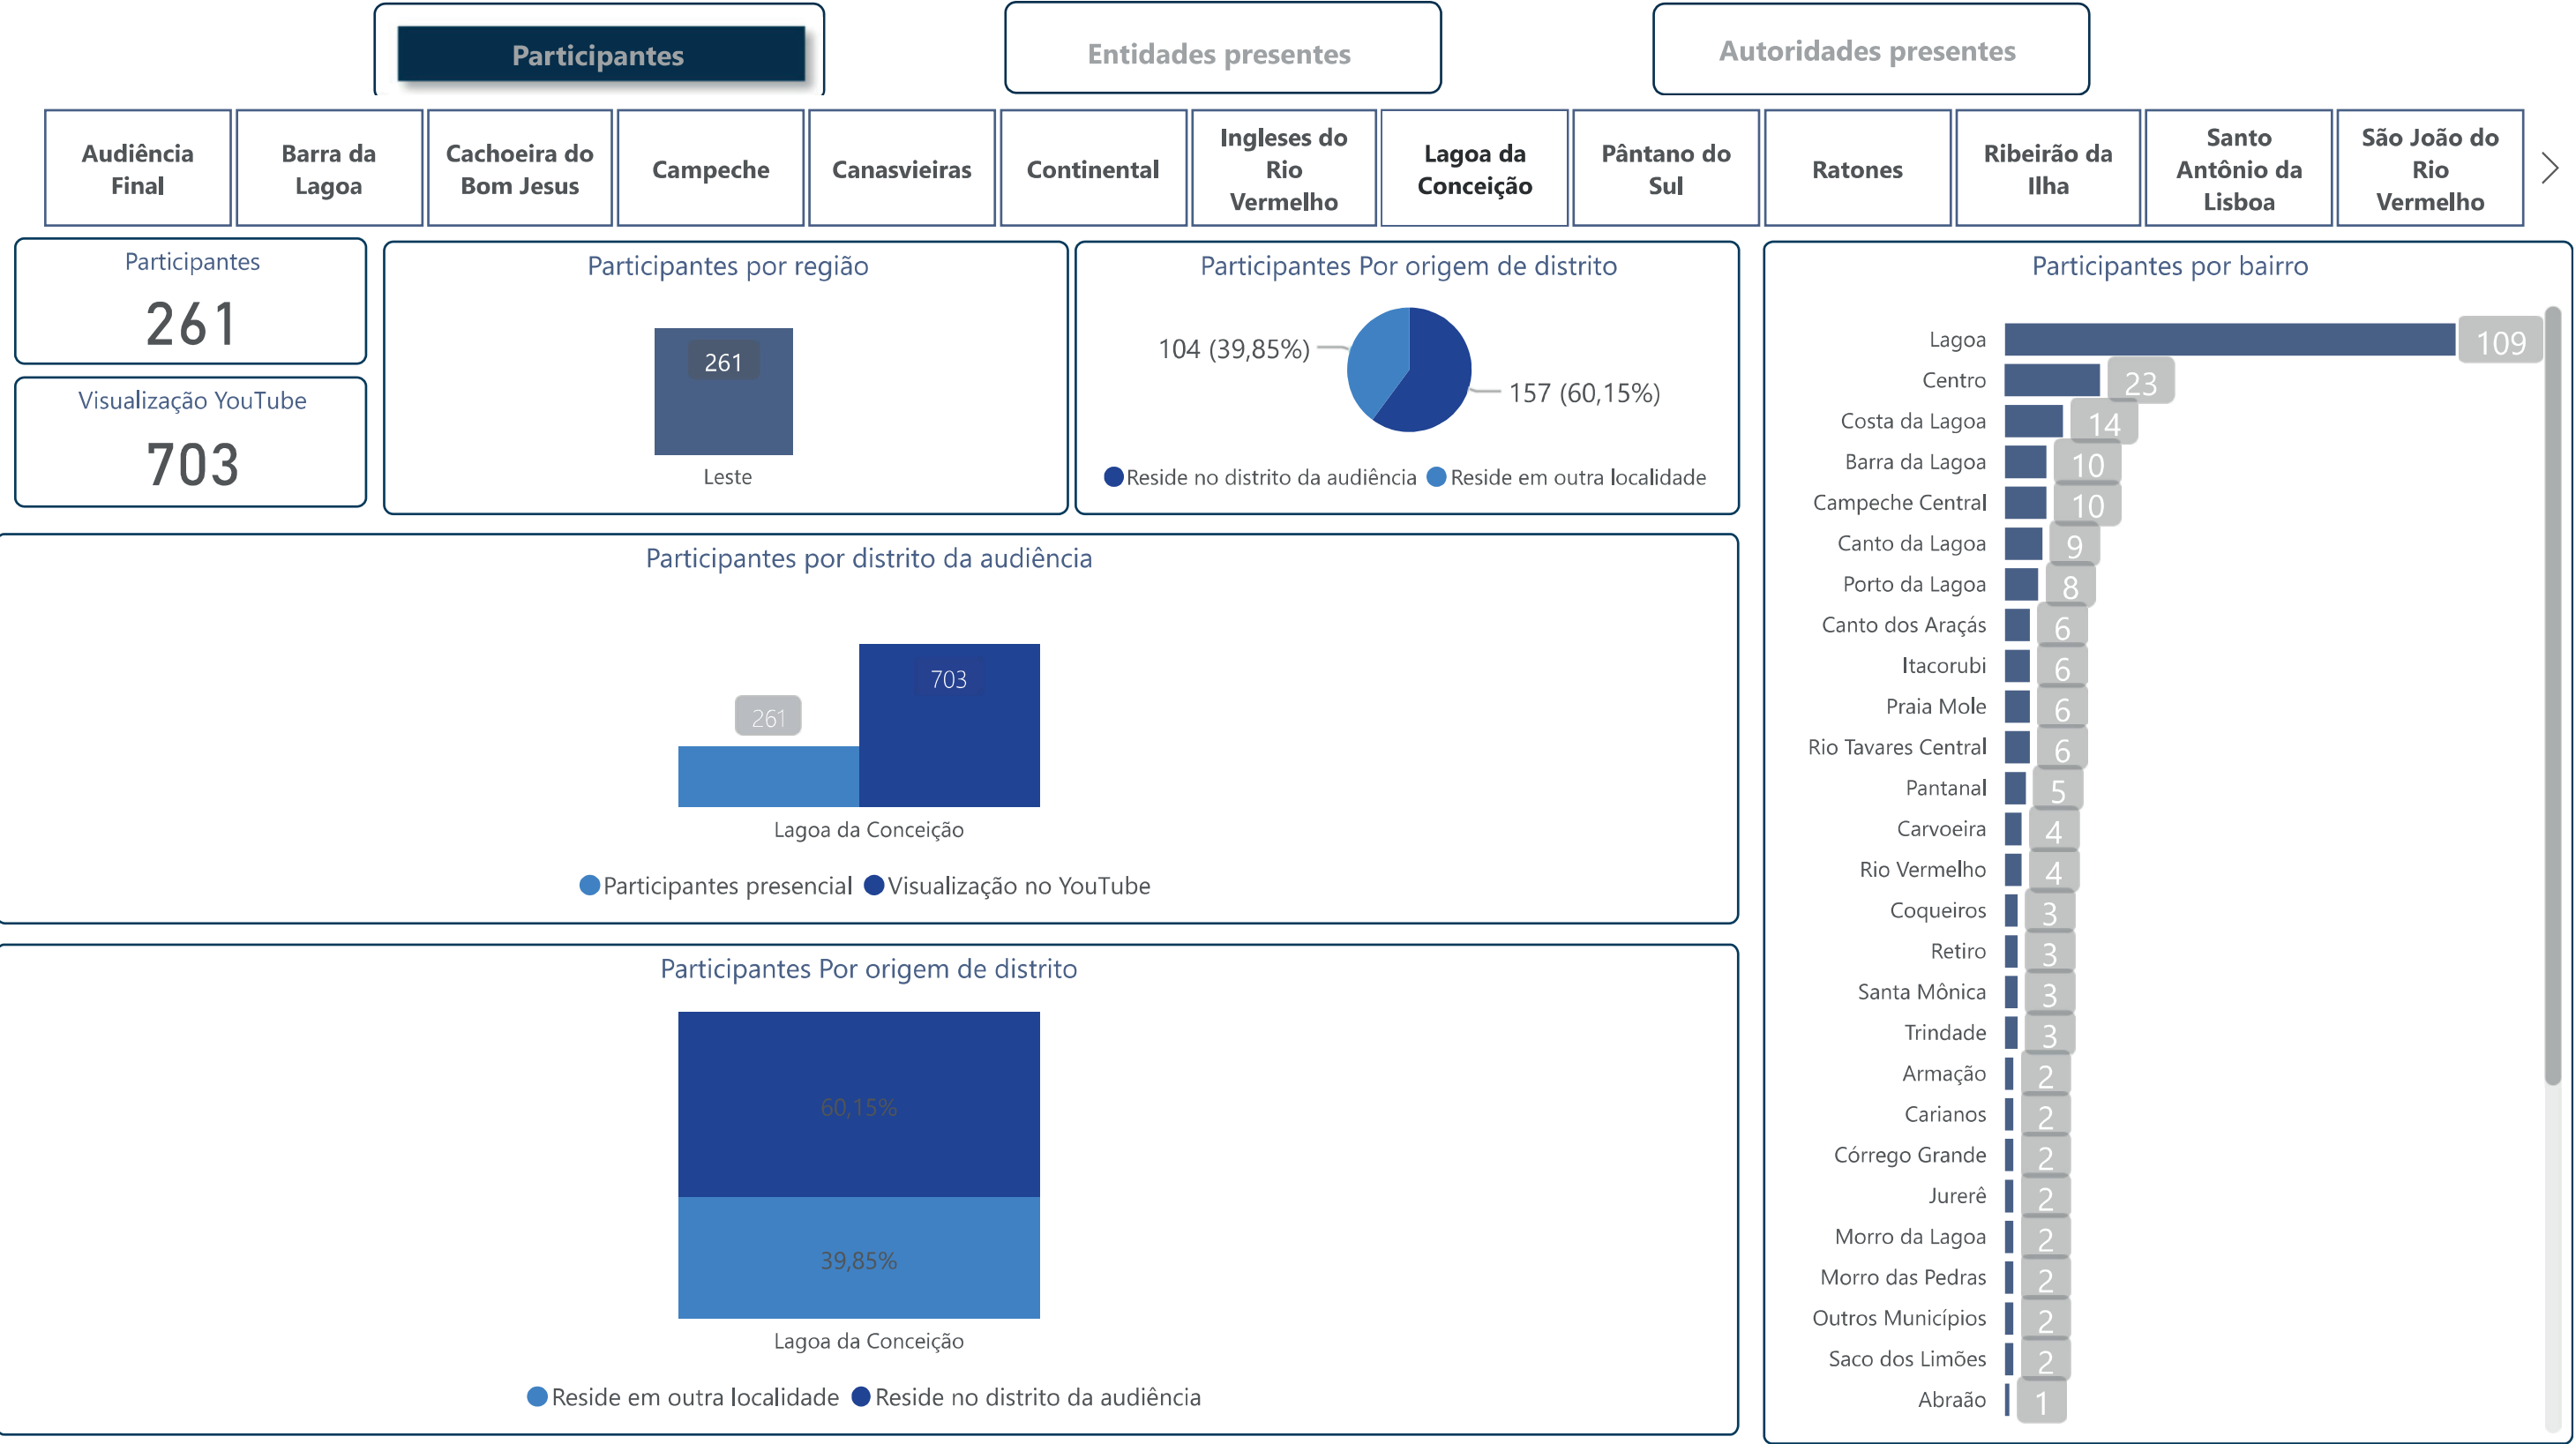 Participantes
Entidades presentes
Autoridades presentes
Audiência
Final
Barra da
Lagoa
Cachoeira do
Bom Jesus
Campeche
Canasvieiras
Continental
Ingleses do
Rio
Vermelho
Lagoa da
Conceição
Pântano do
Sul
Ratones
Ribeirão da
Ilha
Santo
Antônio da
Lisboa
São João do
Rio
Vermelho
Participantes
261
Visualização YouTube
703
Participantes por região
261
Leste
Participantes Por origem de distrito
104 (39,85%)
157 (60,15%)
Reside no distrito da audiência Reside em outra localidade
Participantes por distrito da audiência
261
703
Lagoa da Conceição
Participantes presencial Visualização no YouTube
Participantes Por origem de distrito
60,15%
39,85%
Lagoa da Conceição
Reside em outra localidade Reside no distrito da audiência
Participantes por bairro
Lagoa 109
Centro 23
Costa da Lagoa 14
Barra da Lagoa 10
Campeche Central 10
Canto da Lagoa 9
Porto da Lagoa 8
Canto dos Araçás 6
Itacorubi 6
Praia Mole 6
Rio Tavares Central 6
Pantanal 5
Carvoeira 4
Rio Vermelho 4
Coqueiros 3
Retiro 3
Santa Mônica 3
Trindade 3
Armação 2
Carianos 2
Córrego Grande 2
Jurerê 2
Morro da Lagoa 2
Morro das Pedras 2
Outros Municípios 2
Saco dos Limões 2
Abraão 1